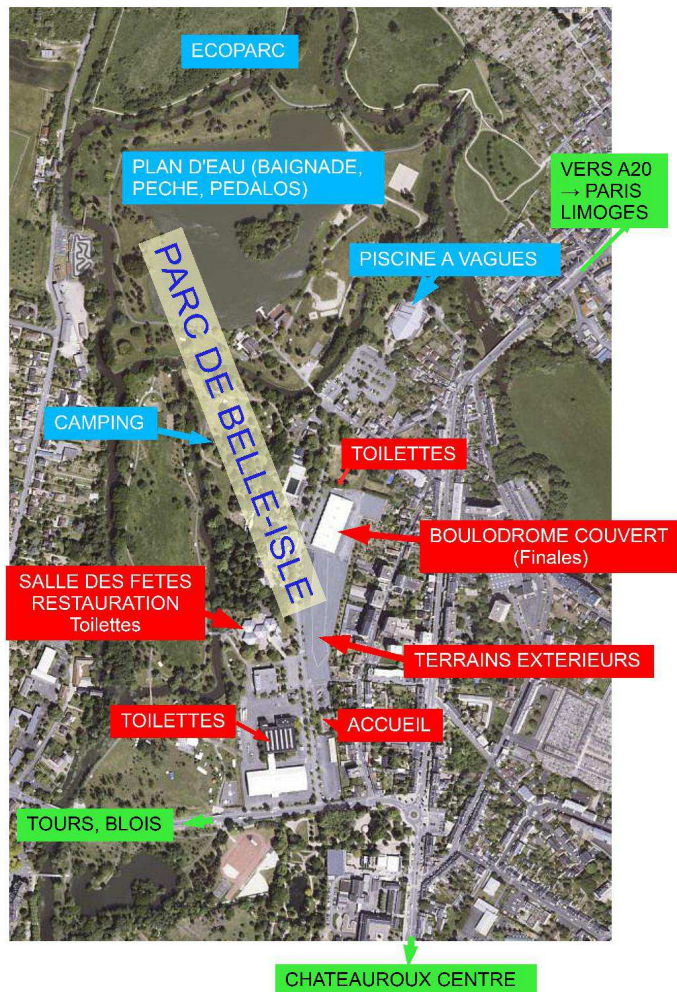 ECOPARC
PLAN D'EAU (BAIGNADE,
PECHE, PEDALOS)
VERS A20
→ PARIS
LIMOGES
PISCINE A VAGUES
PARC DE BELLE-ISLE
CAMPING
TOILETTES
BOULODROME COUVERT
(Finales)
SALLE DES FETES
RESTAURATION
Toilettes
TERRAINS EXTERIEURS
TOILETTES
ACCUEIL
TOURS, BLOIS
CHATEAUROUX CENTRE